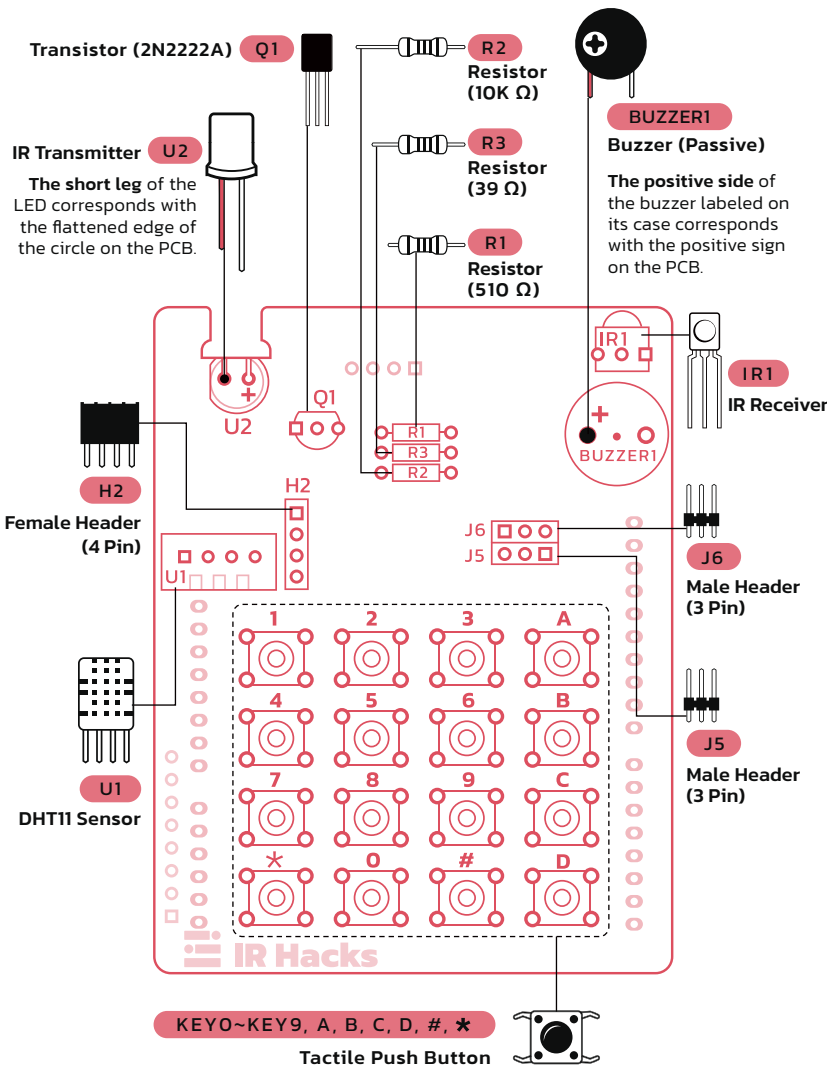 Transistor (2N2222A) Q1
R2
Resistor
(10K Ω)
BUZZER1
Buzzer (Passive)
The positive side of
the buzzer labeled on
its case corresponds
with the positive sign
on the PCB.
IR Transmitter U2
The short leg of the
LED corresponds with
the flattened edge of
the circle on the PCB.
R3
Resistor
(39 Ω)
R1
Resistor
(510 Ω)
IR1
IR1
IR Receiver
+
U2
Q1
R1
R3
R2
+
BUZZER1
H2
Female Header
(4 Pin)
H2
U1
J6
J5
J6
Male Header
(3 Pin)
J5
Male Header
(3 Pin)
U1
DHT11 Sensor
1 2 3 A
4 5 6 B
7 8 9 C
* 0 # D
IR Hacks
KEY0~KEY9, A, B, C, D, #, *
Tactile Push Button